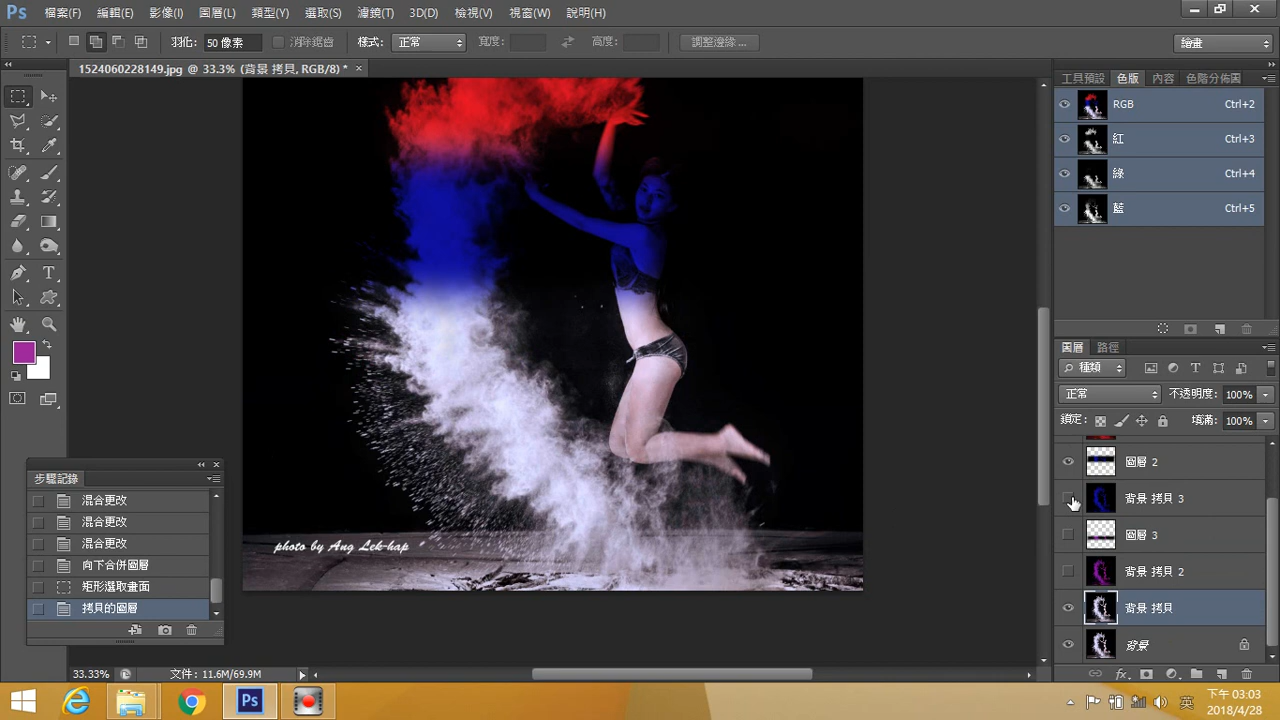 Ps 檔案(F) 編輯(E) 影像(I) 圖層(L) 類型(Y) 選取(S) 濾鏡(T) 3D(D) 檢視(V) 視窗(W) 說明(H)
羽化: 50 像素 消除鋸齒 樣式: 正常 寬度: 高度: 調整邊緣... 繪畫
1524060228149.jpg @ 33.3% (背景 拷貝, RGB/8) *
工具預設 色版 內容 色階分佈圖
RGB Ctrl+2
紅 Ctrl+3
綠 Ctrl+4
藍 Ctrl+5
圖層 路徑
種類
正常 不透明度: 100%
鎖定: 填滿: 100%
圖層 2
背景 拷貝 3
圖層 3
背景 拷貝 2
背景 拷貝
背景
步驟記錄
混合更改
混合更改
混合更改
向下合併圖層
矩形選取畫面
拷貝的圖層
photo by Ang Lek-hap
33.33% 文件: 11.6M/69.9M
Ps 英 下午 03:03
2018/4/28